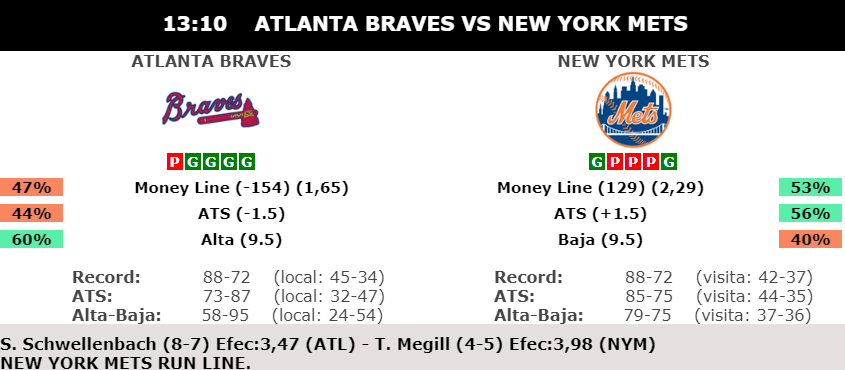 13:10 ATLANTA BRAVES VS NEW YORK METS
ATLANTA BRAVES NEW YORK METS
Braves Mets
P G G G G G P P P G
47% Money Line (-154) (1,65) Money Line (129) (2,29) 53%
44% ATS (-1.5) ATS (+1.5) 56%
60% Alta (9.5) Baja (9.5) 40%
Record: 88-72 (local: 45-34) Record: 88-72 (visita: 42-37)
ATS: 73-87 (local: 32-47) ATS: 85-75 (visita: 44-35)
Alta-Baja: 58-95 (local: 24-54) Alta-Baja: 79-75 (visita: 37-36)
S. Schwellenbach (8-7) Efec:3,47 (ATL) - T. Megill (4-5) Efec:3,98 (NYM)
NEW YORK METS RUN LINE.